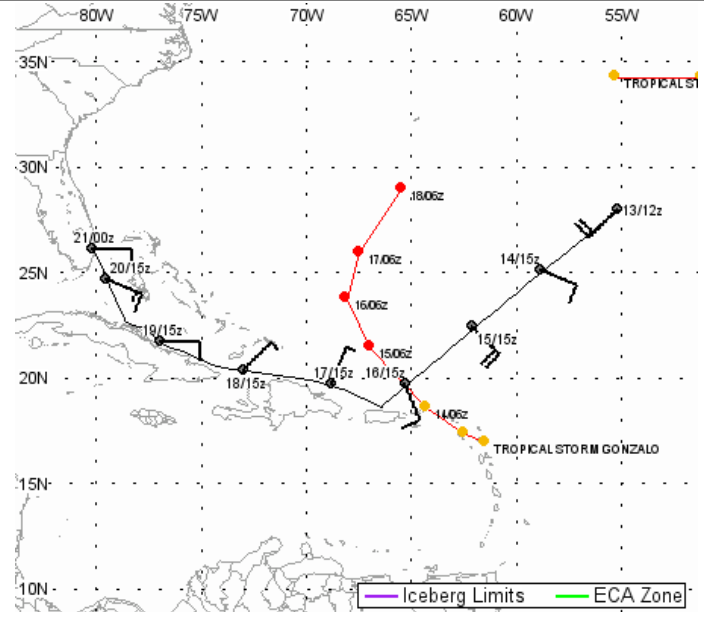 80W 75W 70W 65W 60W 55W
35N
TROPICAL ST
30N
18/06z
13/12z
21/00z
17/06z
14/15z
25N
20/15z
16/06z
19/15z
15/15z
15/06z
20N
18/15z
17/15z
16/15z
14/06z
TROPICAL STORM GONZALO
15N
10N
Iceberg Limits
ECA Zone